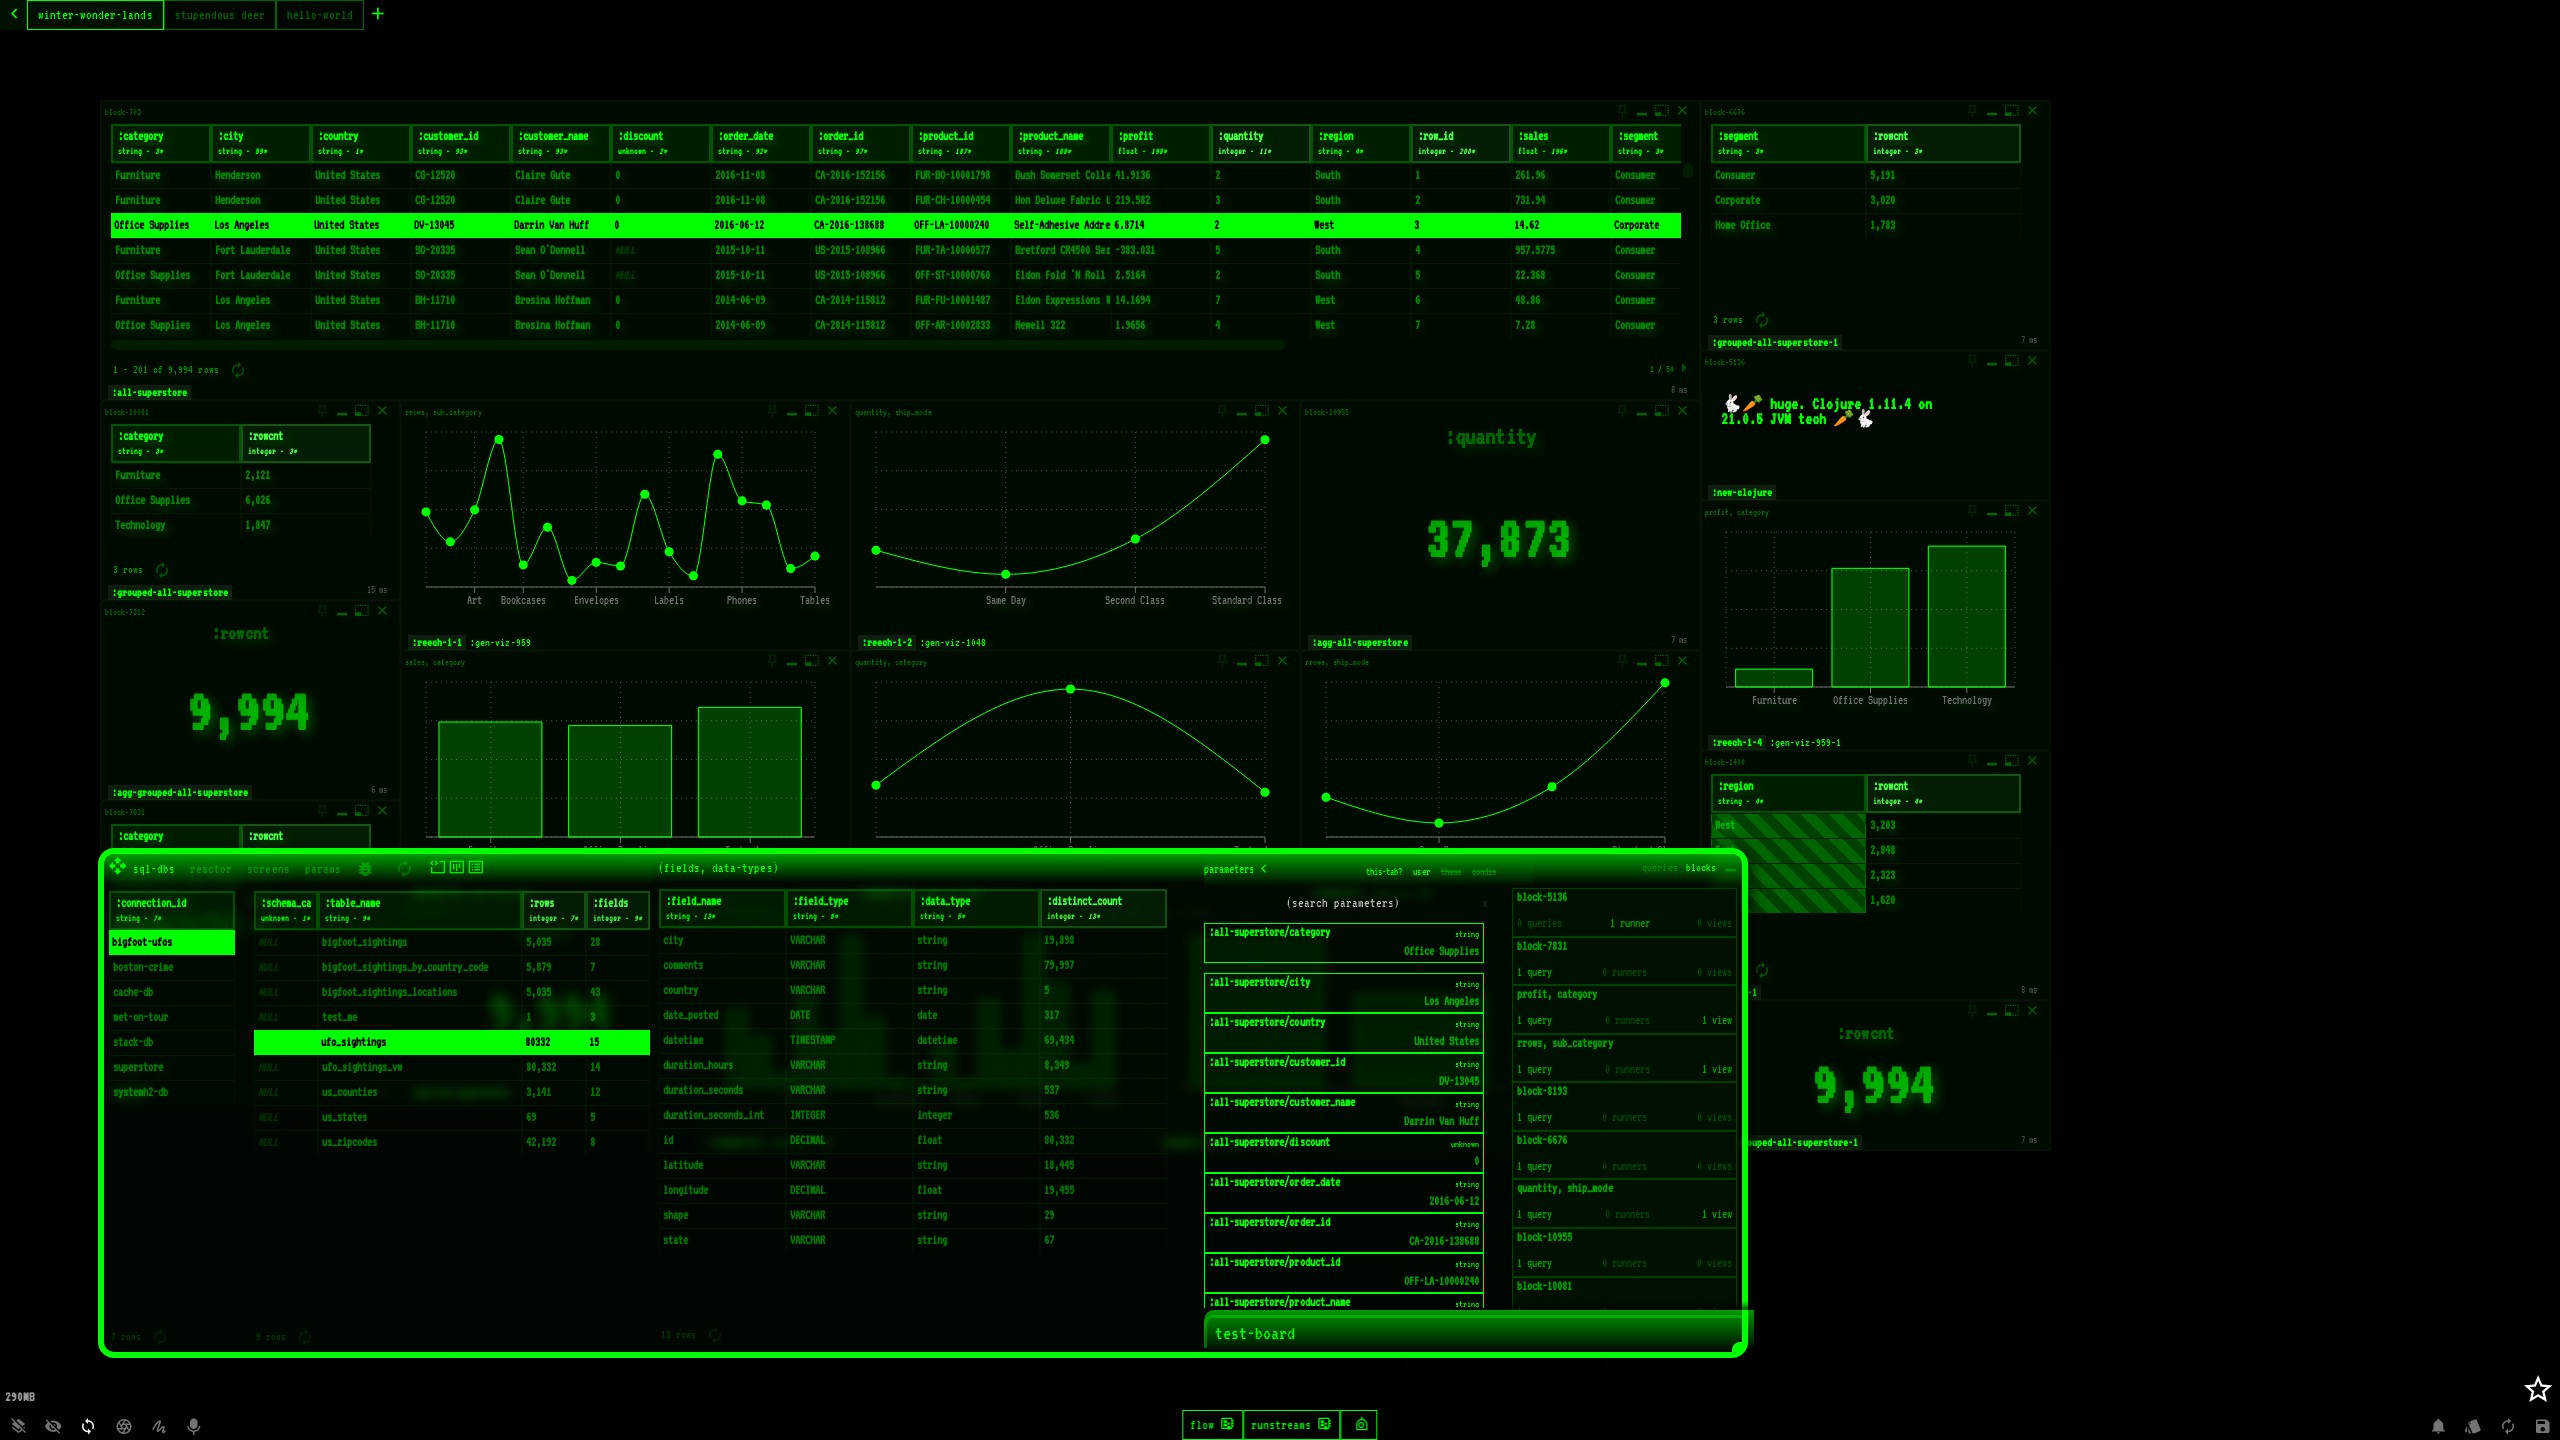 winter-wonder-lands stupendous deer hello-world +
block-703
:category :city :country :customer_id :customer_name :discount :order_date :order_id :product_id :product_name :profit :quantity :region :row_id :sales :segment
string - 3* string - 99* string - 1* string - 93* string - 93* unknown - 2* string - 92* string - 97* string - 187* string - 188* float - 198* integer - 11* string - 4* integer - 200* float - 196* string - 3*
Furniture Henderson United States CG-12520 Claire Gute 0 2016-11-08 CA-2016-152156 FUR-BO-10001798 Bush Somerset Colle 41.9136 2 South 1 261.96 Consumer
Furniture Henderson United States CG-12520 Claire Gute 0 2016-11-08 CA-2016-152156 FUR-CH-10000454 Hon Deluxe Fabric U 219.582 3 South 2 731.94 Consumer
Office Supplies Los Angeles United States DV-13045 Darrin Van Huff 0 2016-06-12 CA-2016-138688 OFF-LA-10000240 Self-Adhesive Addre 6.8714 2 West 3 14.62 Corporate
Furniture Fort Lauderdale United States SO-20335 Sean O'Donnell NULL 2015-10-11 US-2015-108966 FUR-TA-10000577 Bretford CR4500 Ser -383.031 5 South 4 957.5775 Consumer
Office Supplies Fort Lauderdale United States SO-20335 Sean O'Donnell NULL 2015-10-11 US-2015-108966 OFF-ST-10000760 Eldon Fold 'N Roll 2.5164 2 South 5 22.368 Consumer
Furniture Los Angeles United States BH-11710 Brosina Hoffman 0 2014-06-09 CA-2014-115812 FUR-FU-10001487 Eldon Expressions W 14.1694 7 West 6 48.86 Consumer
Office Supplies Los Angeles United States BH-11710 Brosina Hoffman 0 2014-06-09 CA-2014-115812 OFF-AR-10002833 Newell 322 1.9656 4 West 7 7.28 Consumer
1 - 201 of 9,994 rows
1 / 50
:all-superstore
8 ms
block-6676
:segment :rowcnt
string - 3* integer - 3*
Consumer 5,191
Corporate 3,020
Home Office 1,783
3 rows
:grouped-all-superstore-1
7 ms
block-5136
🐇🥕 huge. Clojure 1.11.4 on
21.0.5 JVM tech 🥕🐇
:new-clojure
block-10081
:category :rowcnt
string - 3* integer - 3*
Furniture 2,121
Office Supplies 6,026
Technology 1,847
3 rows
:grouped-all-superstore
15 ms
rrows, sub_category
Art Bookcases Envelopes Labels Phones Tables
:reech-1-1 :gen-viz-959
quantity, ship_mode
Same Day Second Class Standard Class
:reech-1-2 :gen-viz-1048
block-10955
:quantity
37,873
:agg-all-superstore
7 ms
profit, category
Furniture Office Supplies Technology
:reech-1-4 :gen-viz-959-1
block-7312
:rowcnt
9,994
:agg-grouped-all-superstore
6 ms
sales, category
quantity, category
rrows, ship_mode
block-1400
:region :rowcnt
string - 4* integer - 4*
West 3,203
2,848
2,323
1,620
-1
8 ms
block-7831
:category :rowcnt
:rowcnt
9,994
ouped-all-superstore-1
7 ms
sql-dbs reactor screens params
:connection_id
string - 7*
bigfoot-ufos
boston-crime
cache-db
met-on-tour
stack-db
superstore
systemh2-db
7 rows
:schema_ca :table_name :rows :fields
unknown - 1* string - 9* integer - 7* integer - 9*
NULL bigfoot_sightings 5,035 28
NULL bigfoot_sightings_by_country_code 5,879 7
NULL bigfoot_sightings_locations 5,035 43
NULL test_me 1 3
ufo_sightings 80332 15
NULL ufo_sightings_vw 80,332 14
NULL us_counties 3,141 12
NULL us_states 69 5
NULL us_zipcodes 42,192 8
9 rows
(fields, data-types)
:field_name :field_type :data_type :distinct_count
string - 13* string - 5* string - 5* integer - 13*
city VARCHAR string 19,898
comments VARCHAR string 79,997
country VARCHAR string 5
date_posted DATE date 317
datetime TIMESTAMP datetime 69,434
duration_hours VARCHAR string 8,349
duration_seconds VARCHAR string 537
duration_seconds_int INTEGER integer 536
id DECIMAL float 80,332
latitude VARCHAR string 18,445
longitude DECIMAL float 19,455
shape VARCHAR string 29
state VARCHAR string 67
13 rows
parameters this-tab? user theme condis
(search parameters) x
:all-superstore/category string
Office Supplies
:all-superstore/city string
Los Angeles
:all-superstore/country string
United States
:all-superstore/customer_id string
DV-13045
:all-superstore/customer_name string
Darrin Van Huff
:all-superstore/discount unknown
0
:all-superstore/order_date string
2016-06-12
:all-superstore/order_id string
CA-2016-138688
:all-superstore/product_id string
OFF-LA-10000240
:all-superstore/product_name string
queries blocks
block-5136
0 queries 1 runner 0 views
block-7831
1 query 0 runners 0 views
profit, category
1 query 0 runners 1 view
rrows, sub_category
1 query 0 runners 1 view
block-8193
1 query 0 runners 0 views
block-6676
1 query 0 runners 0 views
quantity, ship_mode
1 query 0 runners 1 view
block-10955
1 query 0 runners 0 views
block-10081
test-board
290MB
flow runstreams